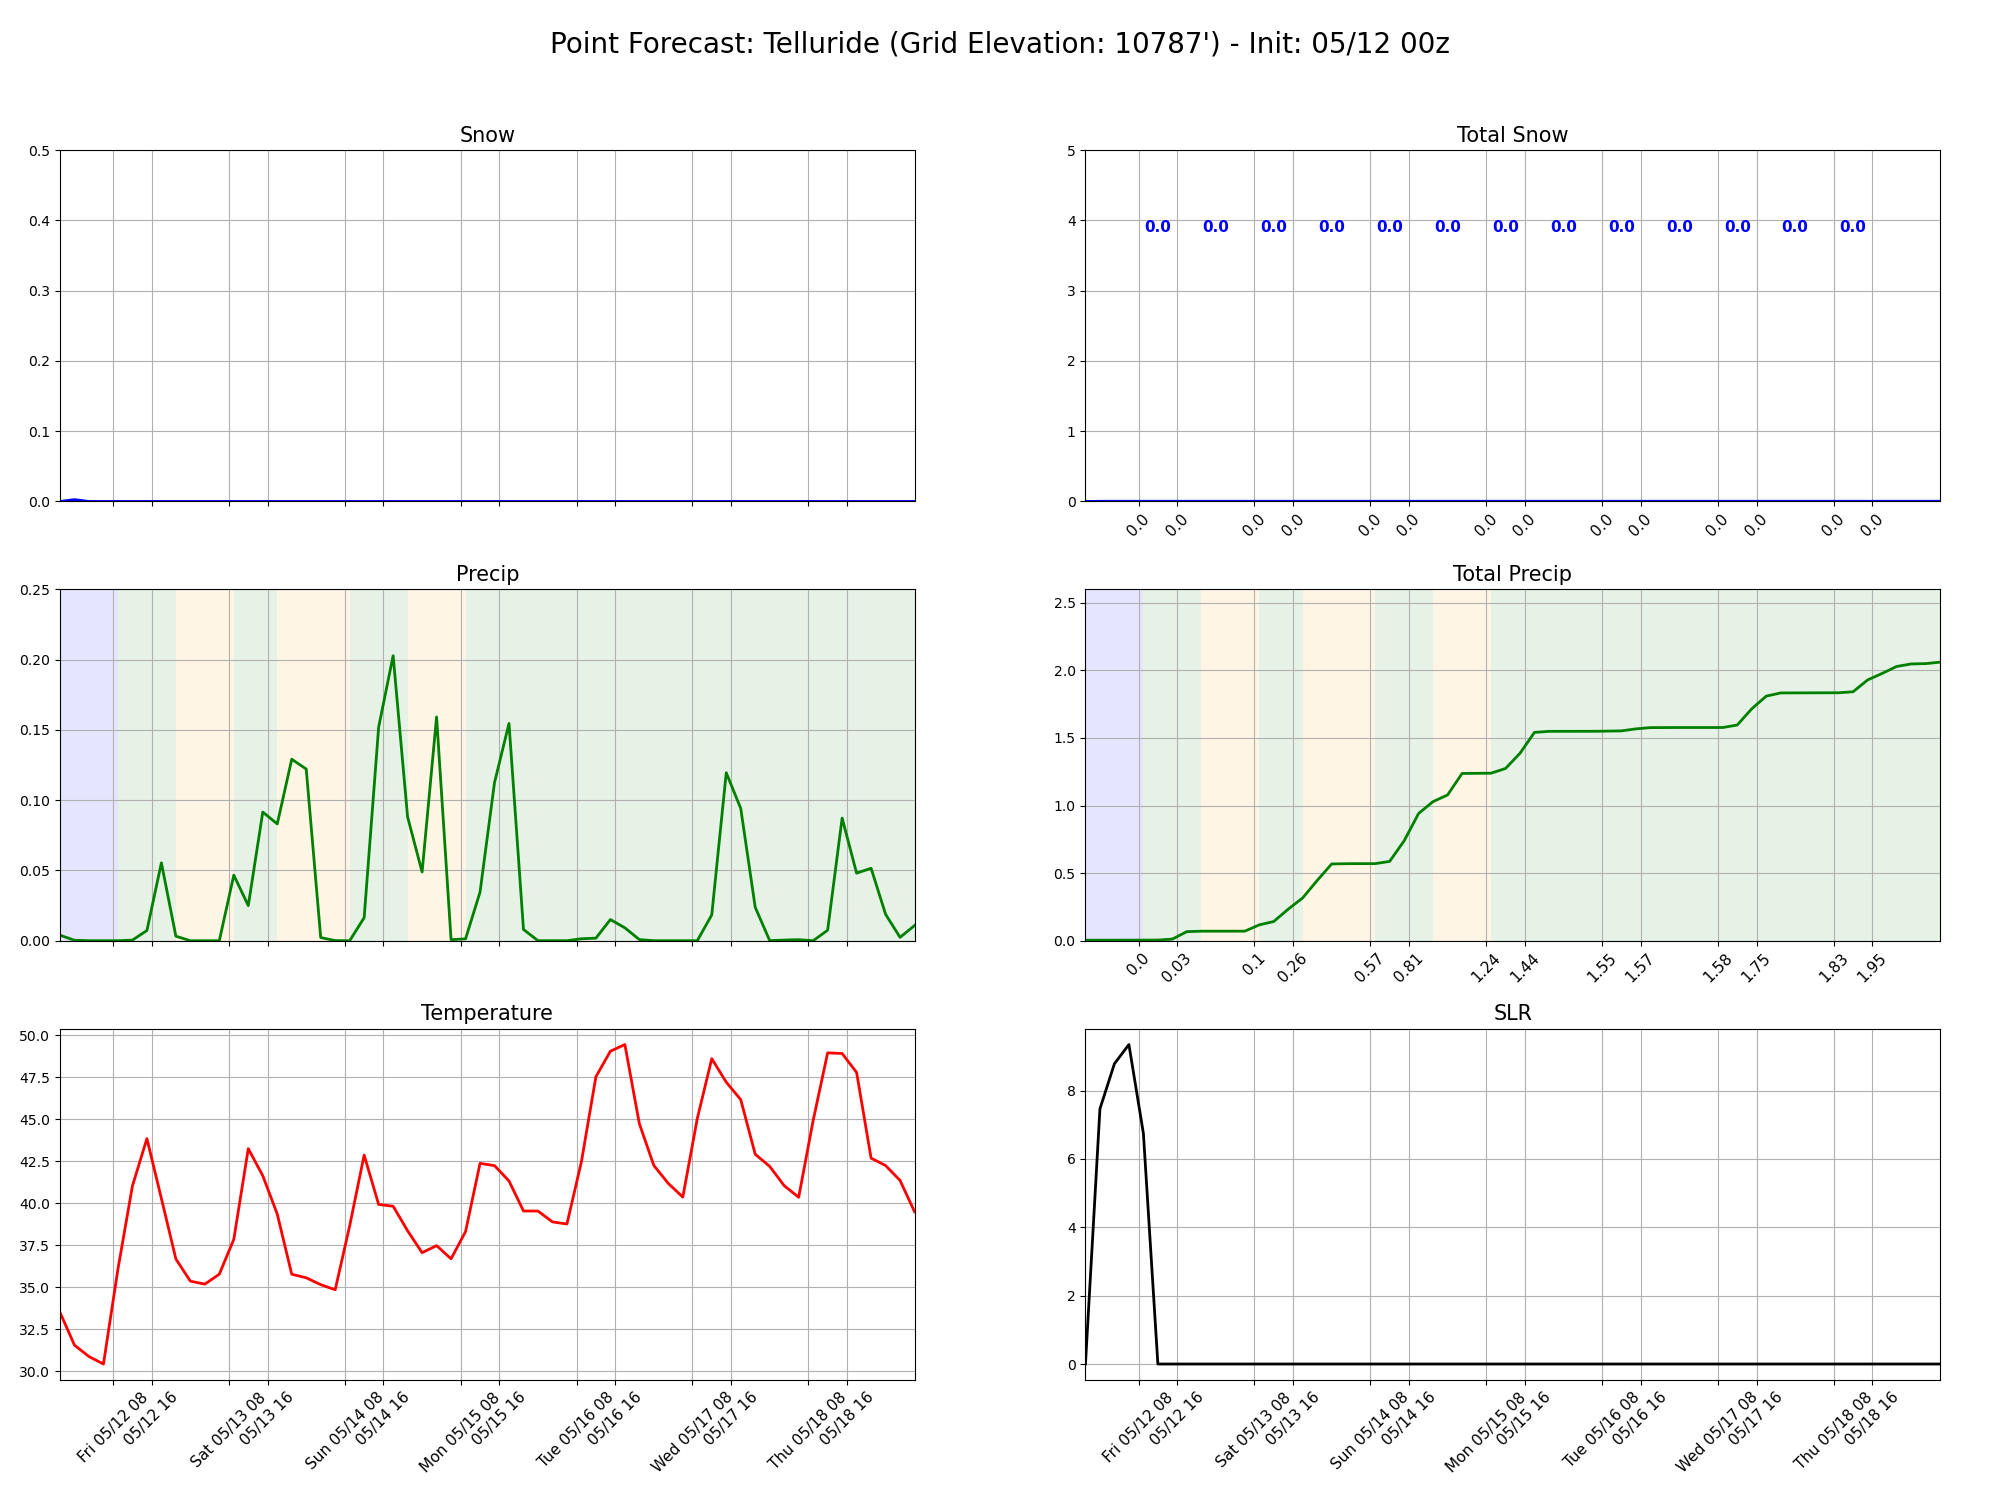 Point Forecast: Telluride (Grid Elevation: 10787') - Init: 05/12 00z
Snow
0.5
0.4
0.3
0.2
0.1
0.0
Total Snow
5
4
3
2
1
0
0.0 0.0 0.0 0.0 0.0 0.0 0.0 0.0 0.0 0.0 0.0 0.0 0.0
0.0 0.0 0.0 0.0 0.0 0.0 0.0 0.0 0.0 0.0 0.0 0.0 0.0 0.0
Precip
0.25
0.20
0.15
0.10
0.05
0.00
Total Precip
2.5
2.0
1.5
1.0
0.5
0.0
0.0 0.03 0.1 0.26 0.57 0.81 1.24 1.44 1.55 1.57 1.58 1.75 1.83 1.95
Temperature
50.0
47.5
45.0
42.5
40.0
37.5
35.0
32.5
30.0
Fri 05/12 08
05/12 16
Sat 05/13 08
05/13 16
Sun 05/14 08
05/14 16
Mon 05/15 08
05/15 16
Tue 05/16 08
05/16 16
Wed 05/17 08
05/17 16
Thu 05/18 08
05/18 16
SLR
8
6
4
2
0
Fri 05/12 08
05/12 16
Sat 05/13 08
05/13 16
Sun 05/14 08
05/14 16
Mon 05/15 08
05/15 16
Tue 05/16 08
05/16 16
Wed 05/17 08
05/17 16
Thu 05/18 08
05/18 16